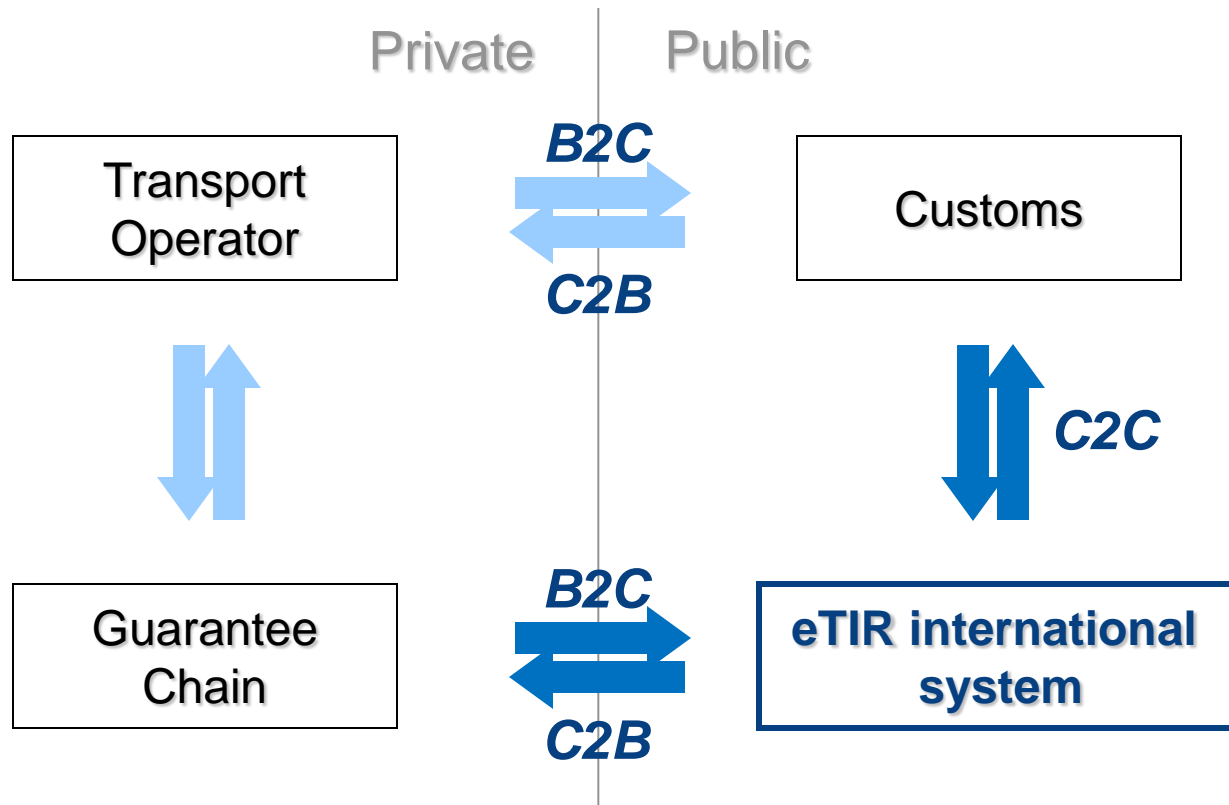 Private
Public
B2C
Transport
Operator
Customs
C2B
C2C
B2C
Guarantee
Chain
eTIR international
system
C2B